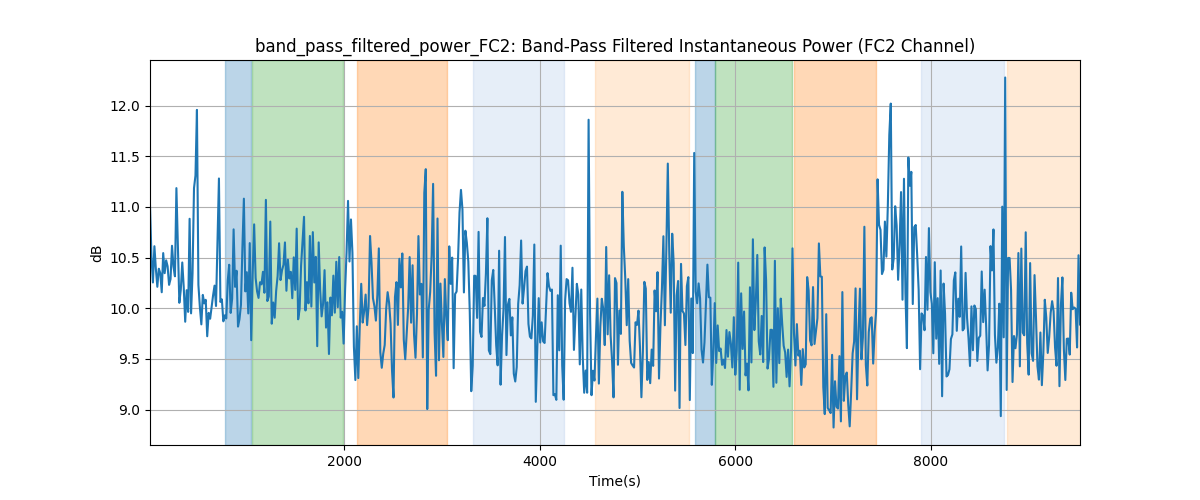 band_pass_filtered_power_FC2: Band-Pass Filtered Instantaneous Power (FC2 Channel)
12.0
11.5
11.0
10.5
10.0
9.5
9.0
dB
2000 4000 6000 8000
Time(s)